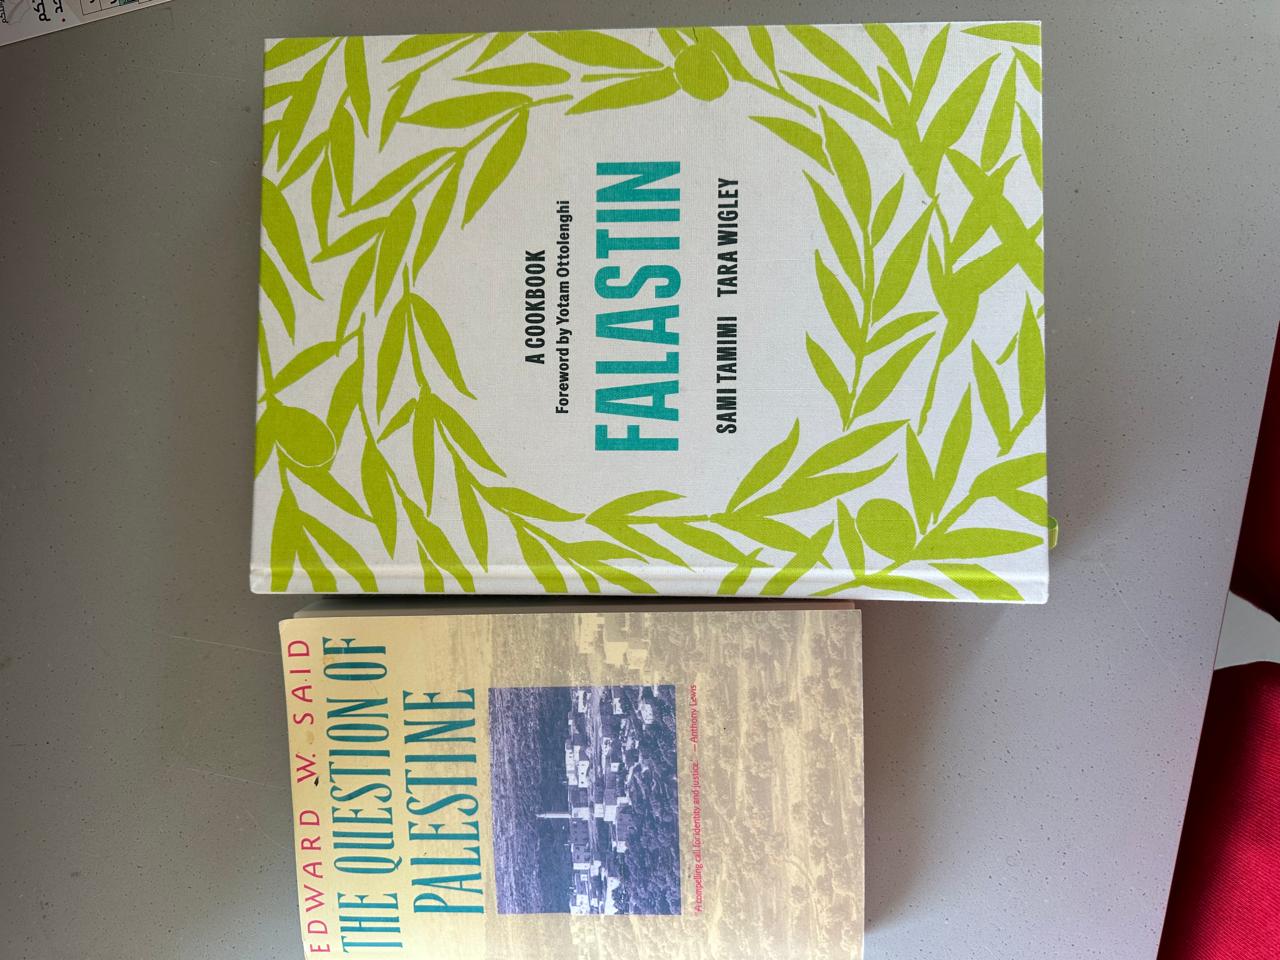 A COOKBOOK
Foreword by Yotam Ottolenghi
FALASTIN
SAMI TAMIMI TARA WIGLEY
EDWARD W. SAID
THE QUESTION OF
PALESTINE
"A compelling call for identity and justice." —Anthony Lewis